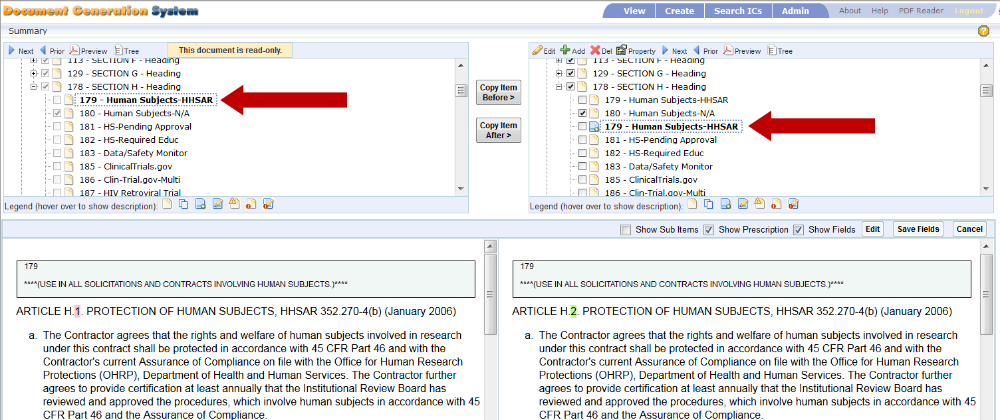 Document Generation System
View Create Search ICs Admin About Help PDF Reader Logout
Summary
Next Prior Preview Tree This document is read-only.
113 - SECTION F - Heading
129 - SECTION G - Heading
178 - SECTION H - Heading
179 - Human Subjects-HHSAR
180 - Human Subjects-N/A
181 - HS-Pending Approval
182 - HS-Required Educ
183 - Data/Safety Monitor
185 - ClinicalTrials.gov
186 - Clin-Trial.gov-Multi
187 - HIV Retroviral Trial
Legend (hover over to show description):
Copy Item
Before >
Copy Item
After >
Edit Add Del Property Next Prior Preview Tree
113 - SECTION F - Heading
129 - SECTION G - Heading
178 - SECTION H - Heading
179 - Human Subjects-HHSAR
180 - Human Subjects-N/A
179 - Human Subjects-HHSAR
181 - HS-Pending Approval
182 - HS-Required Educ
183 - Data/Safety Monitor
185 - ClinicalTrials.gov
186 - Clin-Trial.gov-Multi
Legend (hover over to show description):
Show Sub Items Show Prescription Show Fields Edit Save Fields Cancel
179
****(USE IN ALL SOLICITATIONS AND CONTRACTS INVOLVING HUMAN SUBJECTS.)****
ARTICLE H.1. PROTECTION OF HUMAN SUBJECTS, HHSAR 352.270-4(b) (January 2006)
a. The Contractor agrees that the rights and welfare of human subjects involved in research
under this contract shall be protected in accordance with 45 CFR Part 46 and with the
Contractor's current Assurance of Compliance on file with the Office for Human Research
Protections (OHRP), Department of Health and Human Services. The Contractor further
agrees to provide certification at least annually that the Institutional Review Board has
reviewed and approved the procedures, which involve human subjects in accordance with 45
CFR Part 46 and the Assurance of Compliance.
179
****(USE IN ALL SOLICITATIONS AND CONTRACTS INVOLVING HUMAN SUBJECTS.)****
ARTICLE H.2. PROTECTION OF HUMAN SUBJECTS, HHSAR 352.270-4(b) (January 2006)
a. The Contractor agrees that the rights and welfare of human subjects involved in research
under this contract shall be protected in accordance with 45 CFR Part 46 and with the
Contractor's current Assurance of Compliance on file with the Office for Human Research
Protections (OHRP), Department of Health and Human Services. The Contractor further
agrees to provide certification at least annually that the Institutional Review Board has
reviewed and approved the procedures, which involve human subjects in accordance with 45
CFR Part 46 and the Assurance of Compliance.